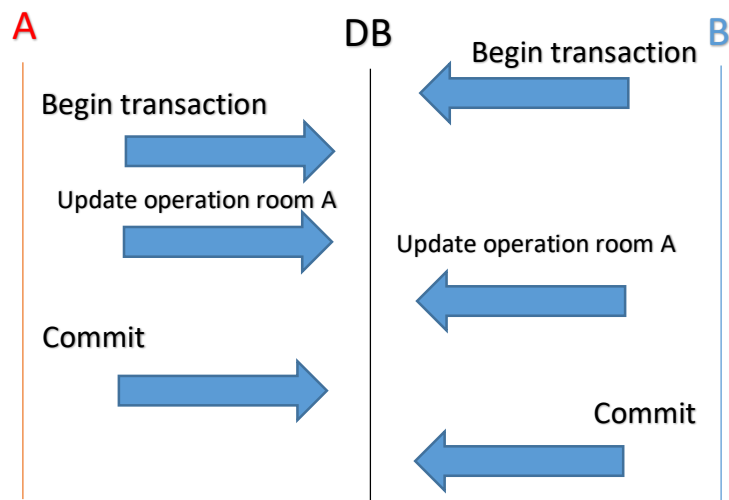 A
DB
B
Begin transaction
Begin transaction
Update operation room A
Update operation room A
Commit
Commit